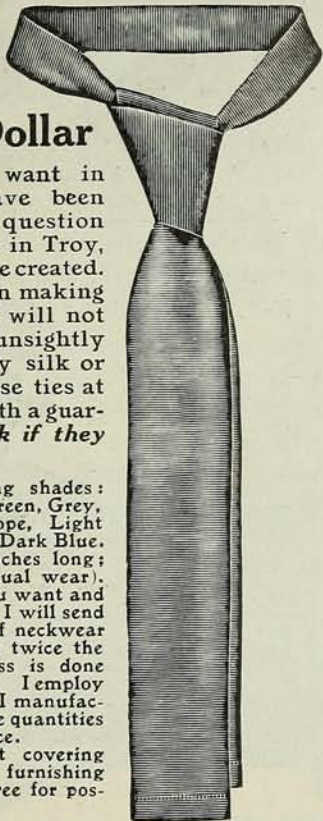 Dollar
want in
ave been
question
in Troy,
e created.
n making
will not
unsightly
y silk or
se ties at
th a guar-
k if they
g shades:
reen, Grey,
ope, Light
Dark Blue.
ches long;
ual wear).
u want and
I will send
f neckwear
twice the
ss is done
I employ
I manufac-
e quantities
ce.
t covering
furnishing
ree for pos-